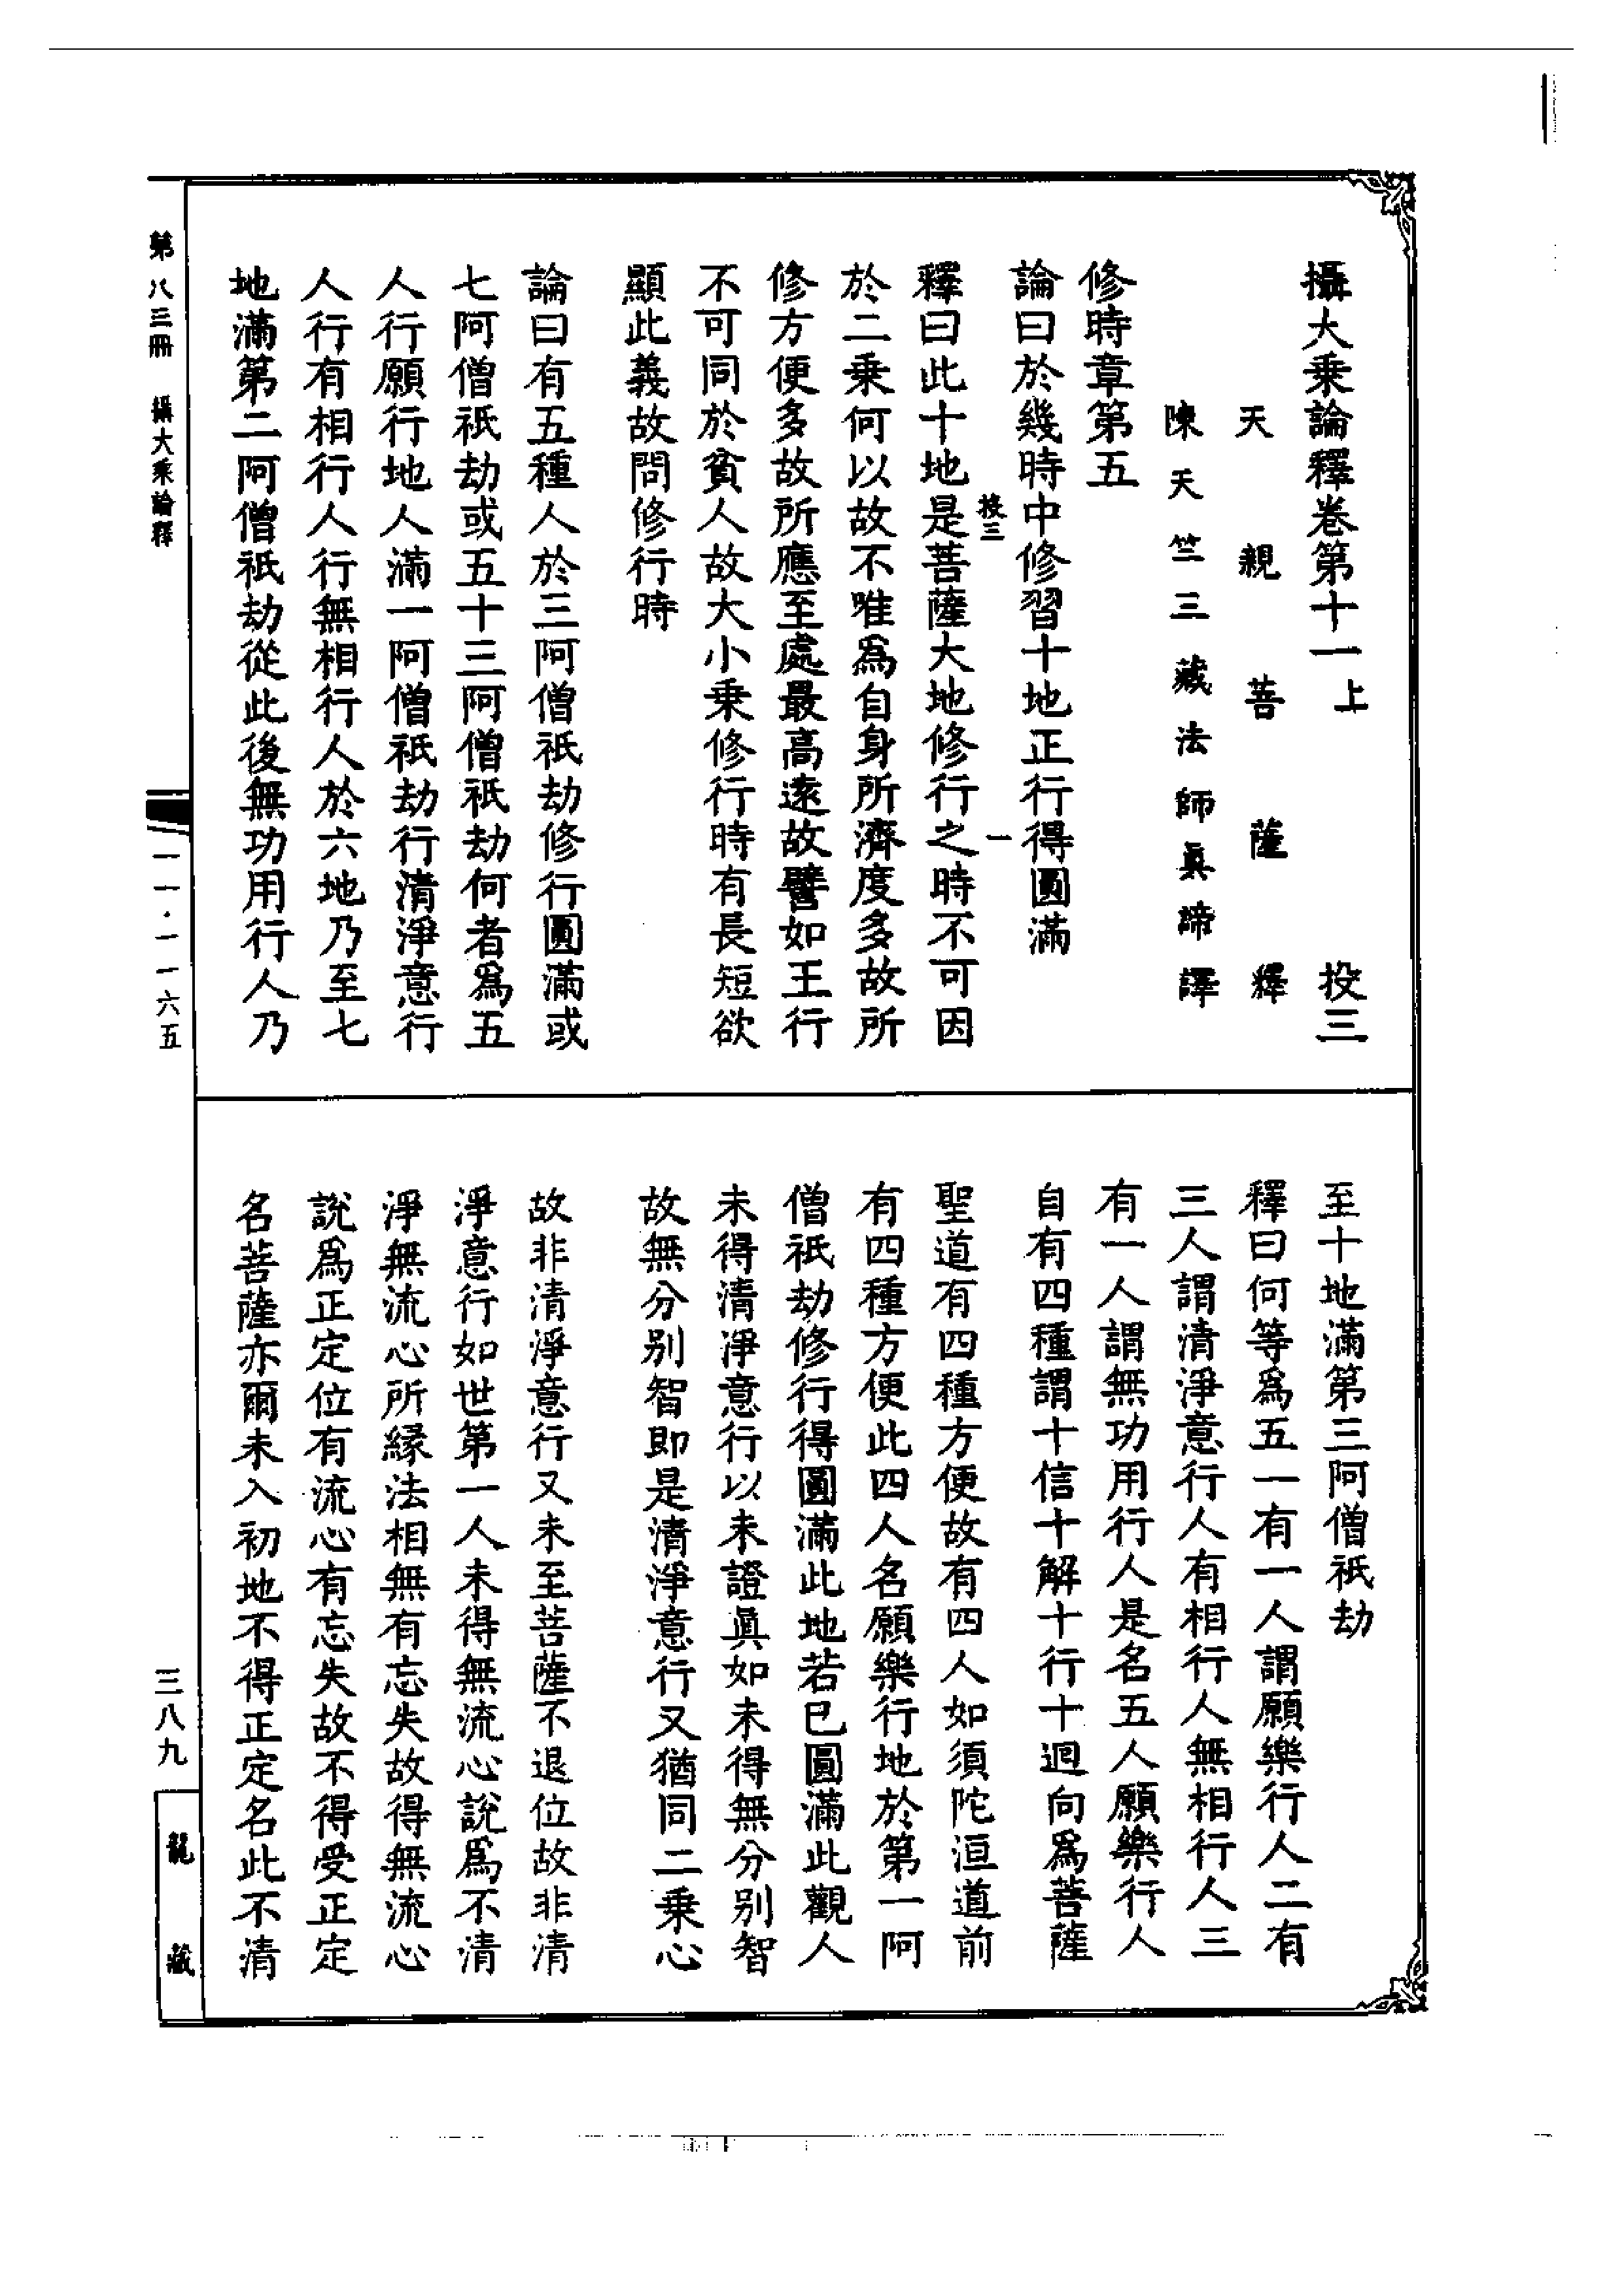 攝大乘論釋卷第十一上　投三
天親菩薩釋
陳天竺三藏法師眞諦譯
修時章第五
論曰於幾時中修習十地正行得圓滿
投三　一
釋曰此十地是菩薩大地修行之時不可因
於二乘何以故不唯爲自身所濟度多故所
修方便多故所應至處最高遠故譬如王行
不可同於貧人故大小乘修行時有長短欲
顯此義故問修行時
論曰有五種人於三阿僧祇劫修行圓滿或
七阿僧祇劫或五十三阿僧祇劫何者爲五
人行願行地人滿一阿僧祇劫行清淨意行
人行有相行人行無相行人於六地乃至七
地滿第二阿僧祇劫從此後無功用行人乃
至十地滿第三阿僧祇劫
釋曰何等爲五一有一人謂願樂行人二有
三人謂清淨意行人有相行人無相行人三
有一人謂無功用行人是名五人願樂行人
自有四種謂十信十解十行十迴向爲菩薩
聖道有四種方便故有四人如須陀洹道前
有四種方便此四人名願樂行地於第一阿
僧祇劫修行得圓滿此地若已圓滿此觀人
未得清淨意行以未證眞如未得無分别智
故無分别智即是清淨意行又猶同二乘心
故非清淨意行又未至菩薩不退位故非清
淨意行如世第一人未得無流心說爲不清
淨無流心所緣法相無有忘失故得無流心
說爲正定位有流心有忘失故不得受正定
名菩薩亦爾未入初地不得正定名此不清
第八三冊　攝大乘論釋
一一·一一六五
三八九
龍藏